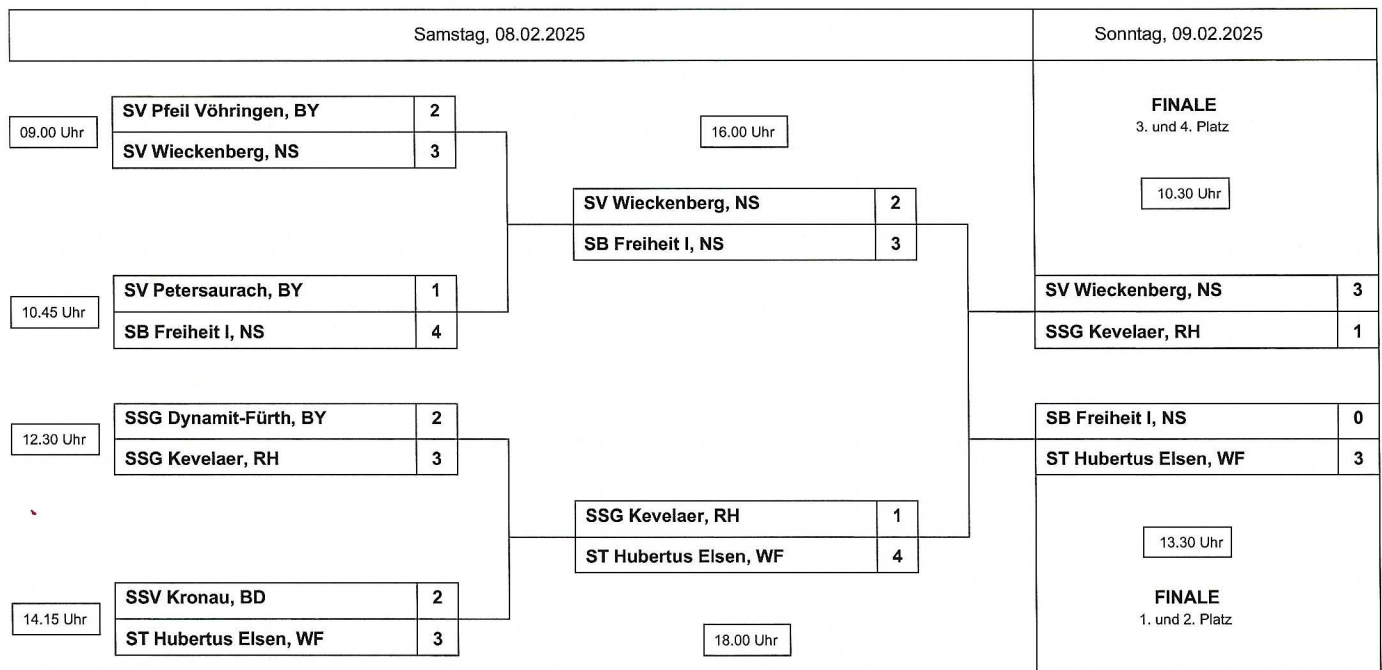 Samstag, 08.02.2025
Sonntag, 09.02.2025
09.00 Uhr
SV Pfeil Vöhringen, BY 2
SV Wieckenberg, NS 3
10.45 Uhr
SV Petersaurach, BY 1
SB Freiheit I, NS 4
12.30 Uhr
SSG Dynamit-Fürth, BY 2
SSG Kevelaer, RH 3
14.15 Uhr
SSV Kronau, BD 2
ST Hubertus Elsen, WF 3
16.00 Uhr
SV Wieckenberg, NS 2
SB Freiheit I, NS 3
SSG Kevelaer, RH 1
ST Hubertus Elsen, WF 4
18.00 Uhr
FINALE
3. und 4. Platz
10.30 Uhr
SV Wieckenberg, NS 3
SSG Kevelaer, RH 1
SB Freiheit I, NS 0
ST Hubertus Elsen, WF 3
13.30 Uhr
FINALE
1. und 2. Platz